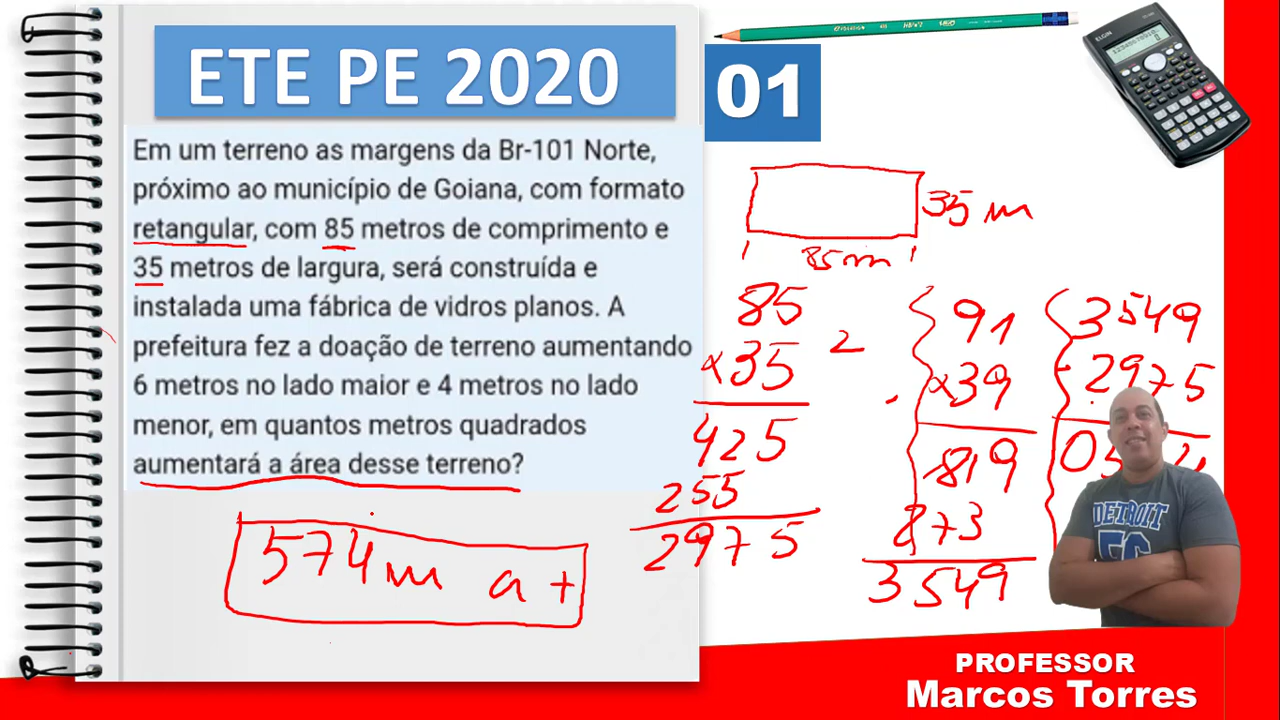 ETE PE 2020
01
Em um terreno as margens da Br-101 Norte,
próximo ao município de Goiana, com formato
retangular, com 85 metros de comprimento e
35 metros de largura, será construída e
instalada uma fábrica de vidros planos. A
prefeitura fez a doação de terreno aumentando
6 metros no lado maior e 4 metros no lado
menor, em quantos metros quadrados
aumentará a área desse terreno?
574m a +
35 m
85m
85
x35
425
255
2975
2
91
x39
819
273
3549
3549
- 2975
DETROIT
PROFESSOR
Marcos Torres
ELGIN